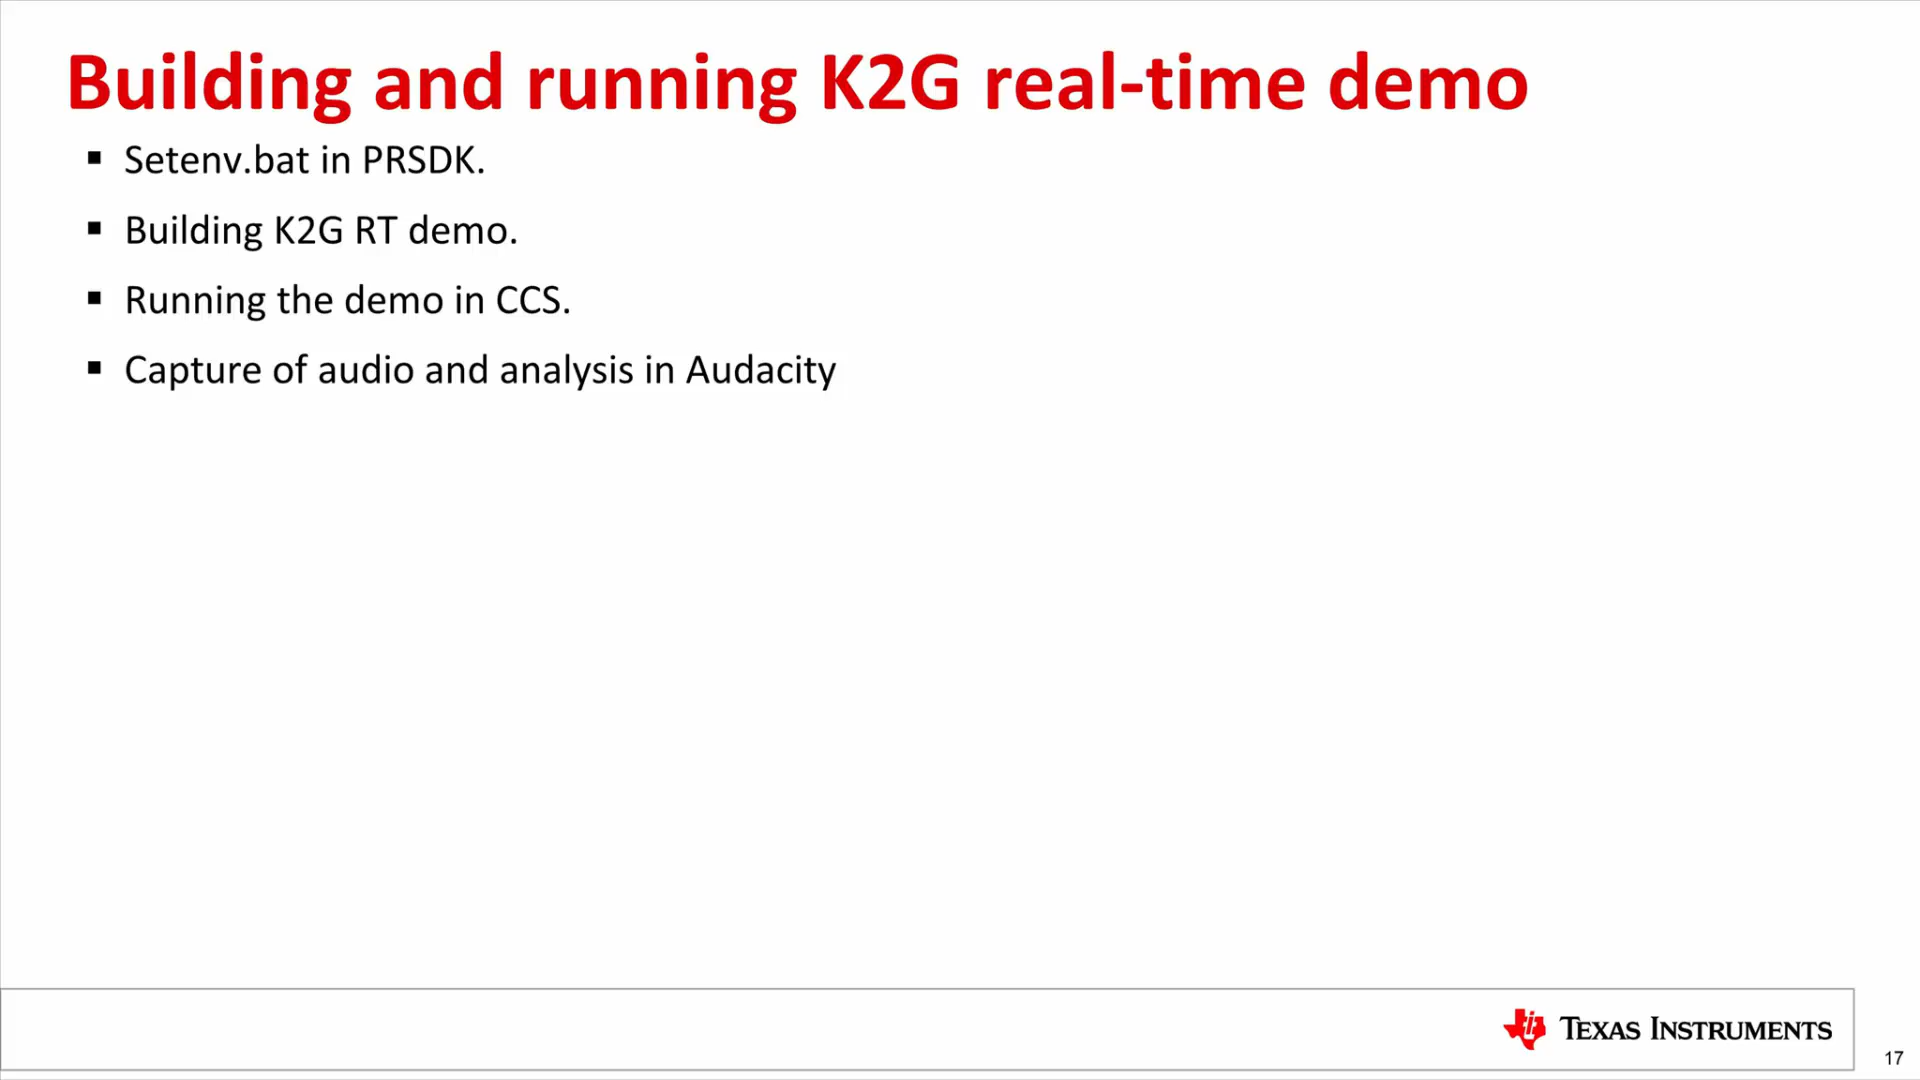 Building and running K2G real-time demo
▪ Setenv.bat in PRSDK.
▪ Building K2G RT demo.
▪ Running the demo in CCS.
▪ Capture of audio and analysis in Audacity
TEXAS INSTRUMENTS
17